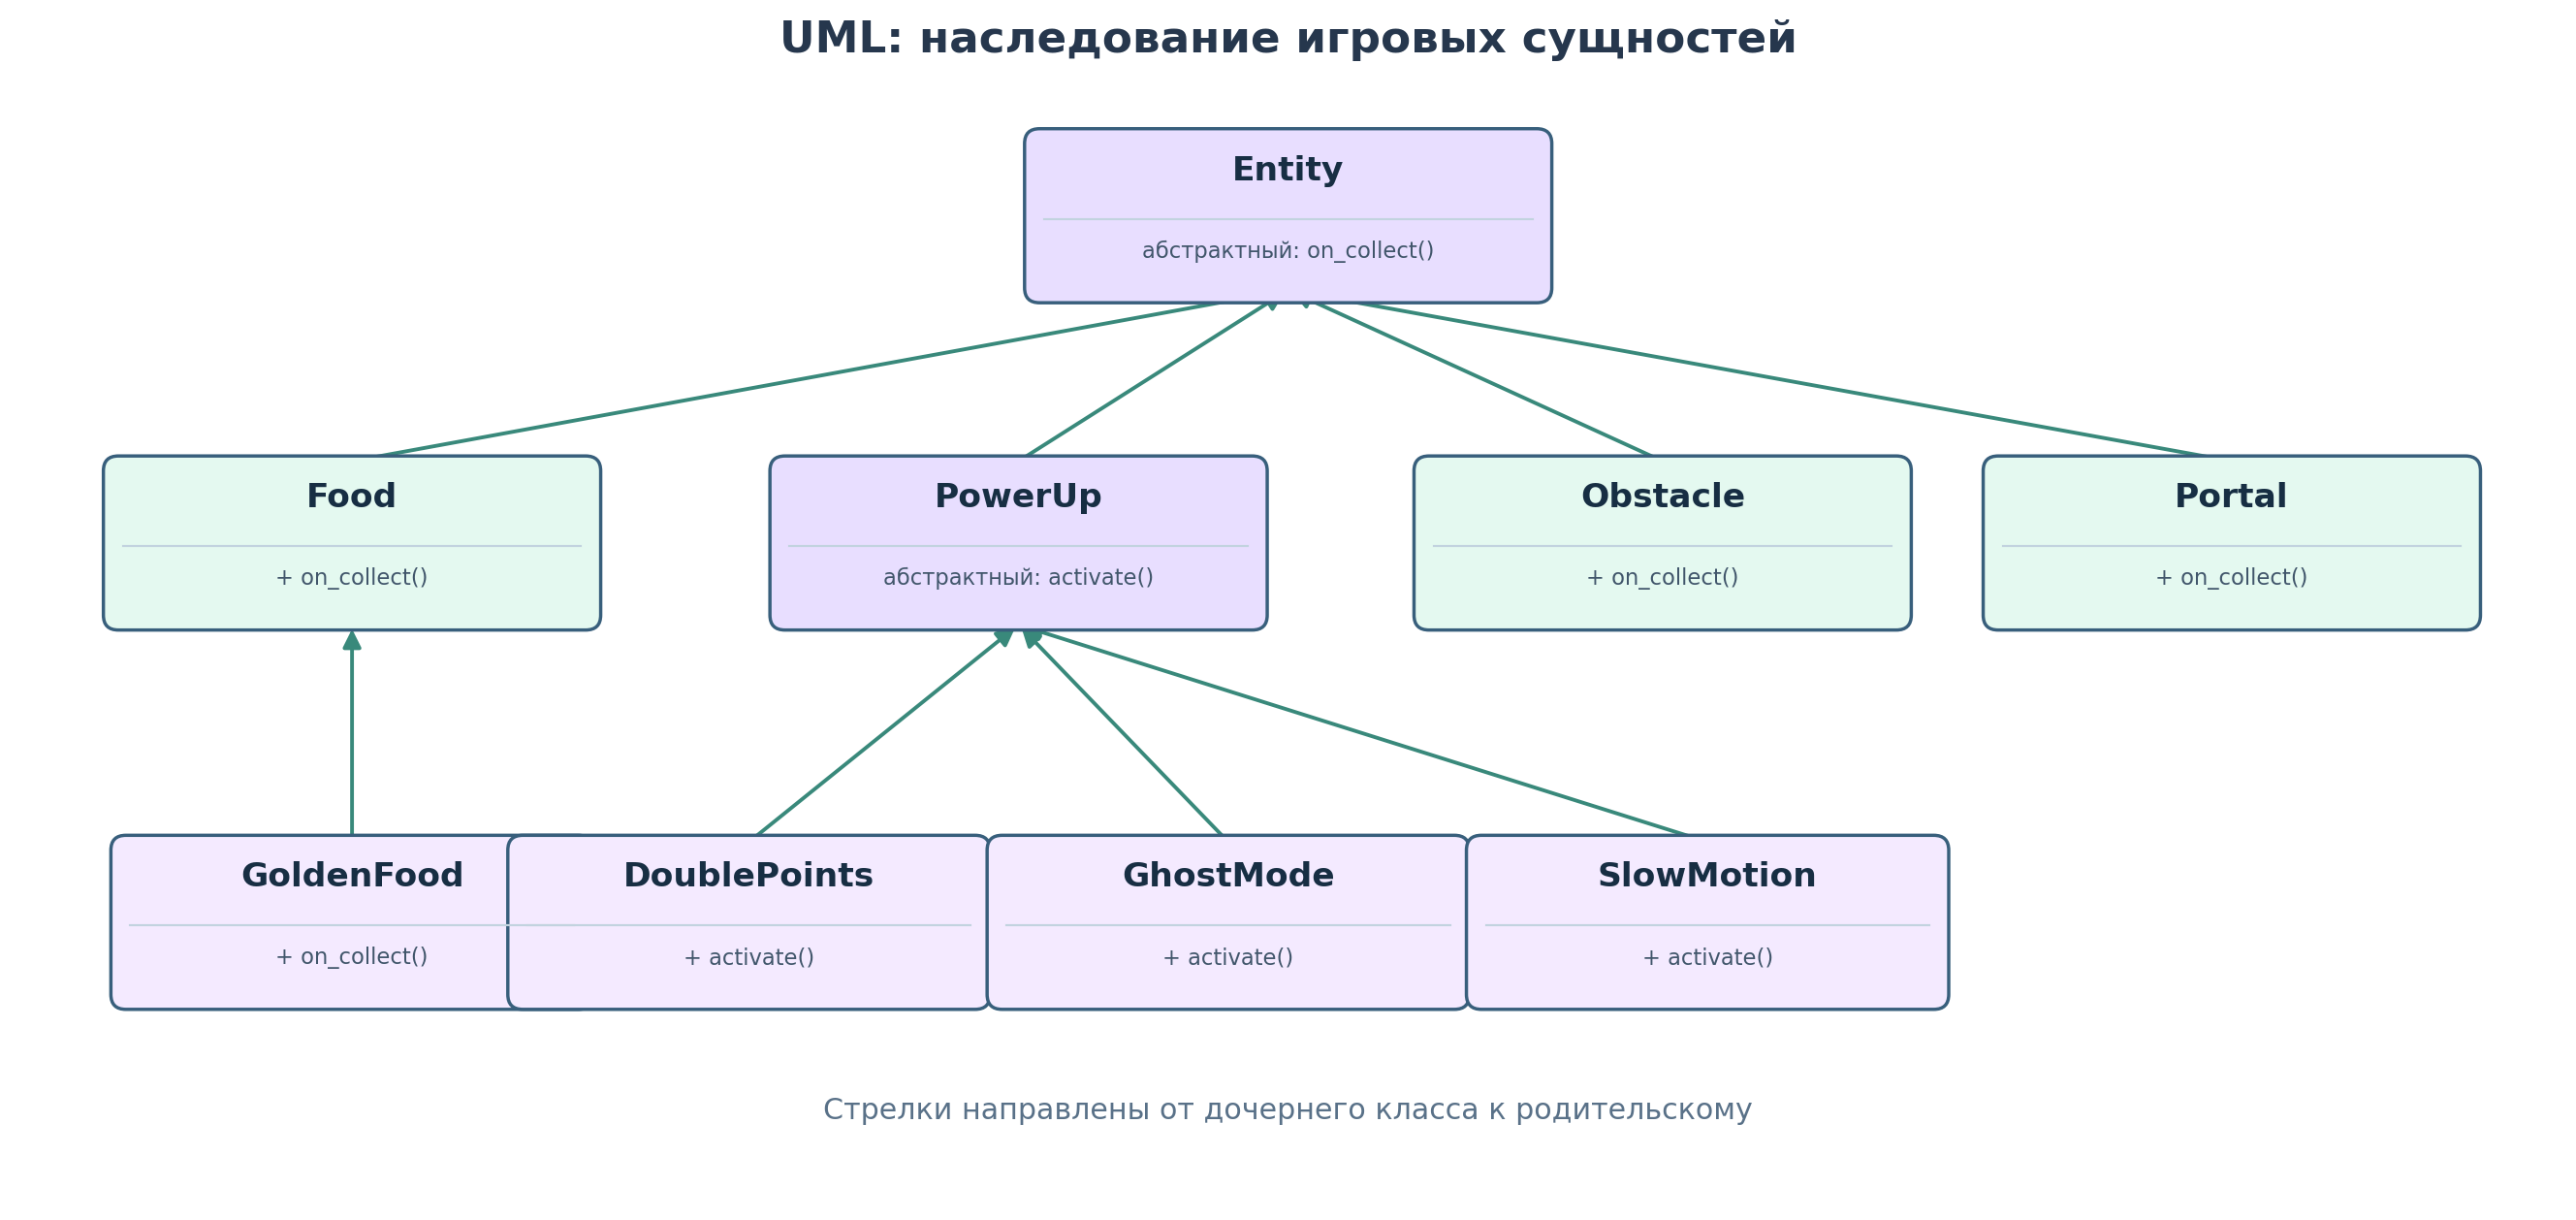 UML: наследование игровых сущностей
Entity
абстрактный: on_collect()
Food
+ on_collect()
PowerUp
абстрактный: activate()
Obstacle
+ on_collect()
Portal
+ on_collect()
GoldenFood
+ on_collect()
DoublePoints
+ activate()
GhostMode
+ activate()
SlowMotion
+ activate()
Стрелки направлены от дочернего класса к родительскому